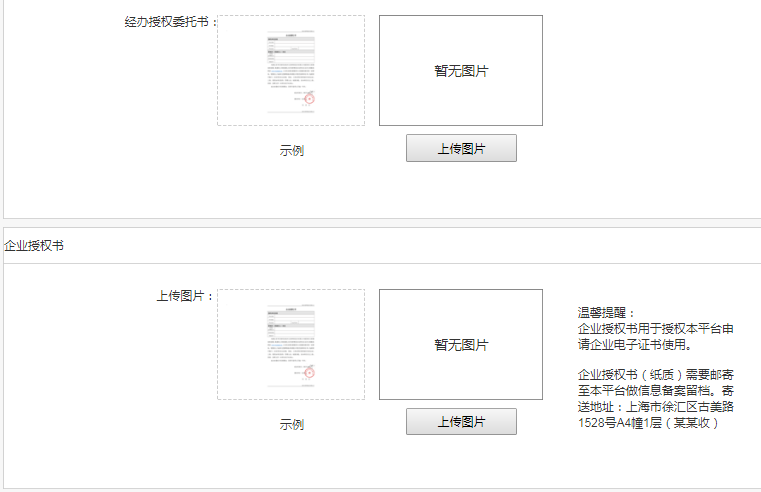 经办授权委托书：
暂无图片
示例
上传图片
企业授权书
上传图片：
暂无图片
示例
上传图片
温馨提醒：
企业授权书用于授权本平台申
请企业电子证书使用。
企业授权书（纸质）需要邮寄
至本平台做信息备案留档。寄
送地址：上海市徐汇区古美路
1528号A4幢1层（某某收）